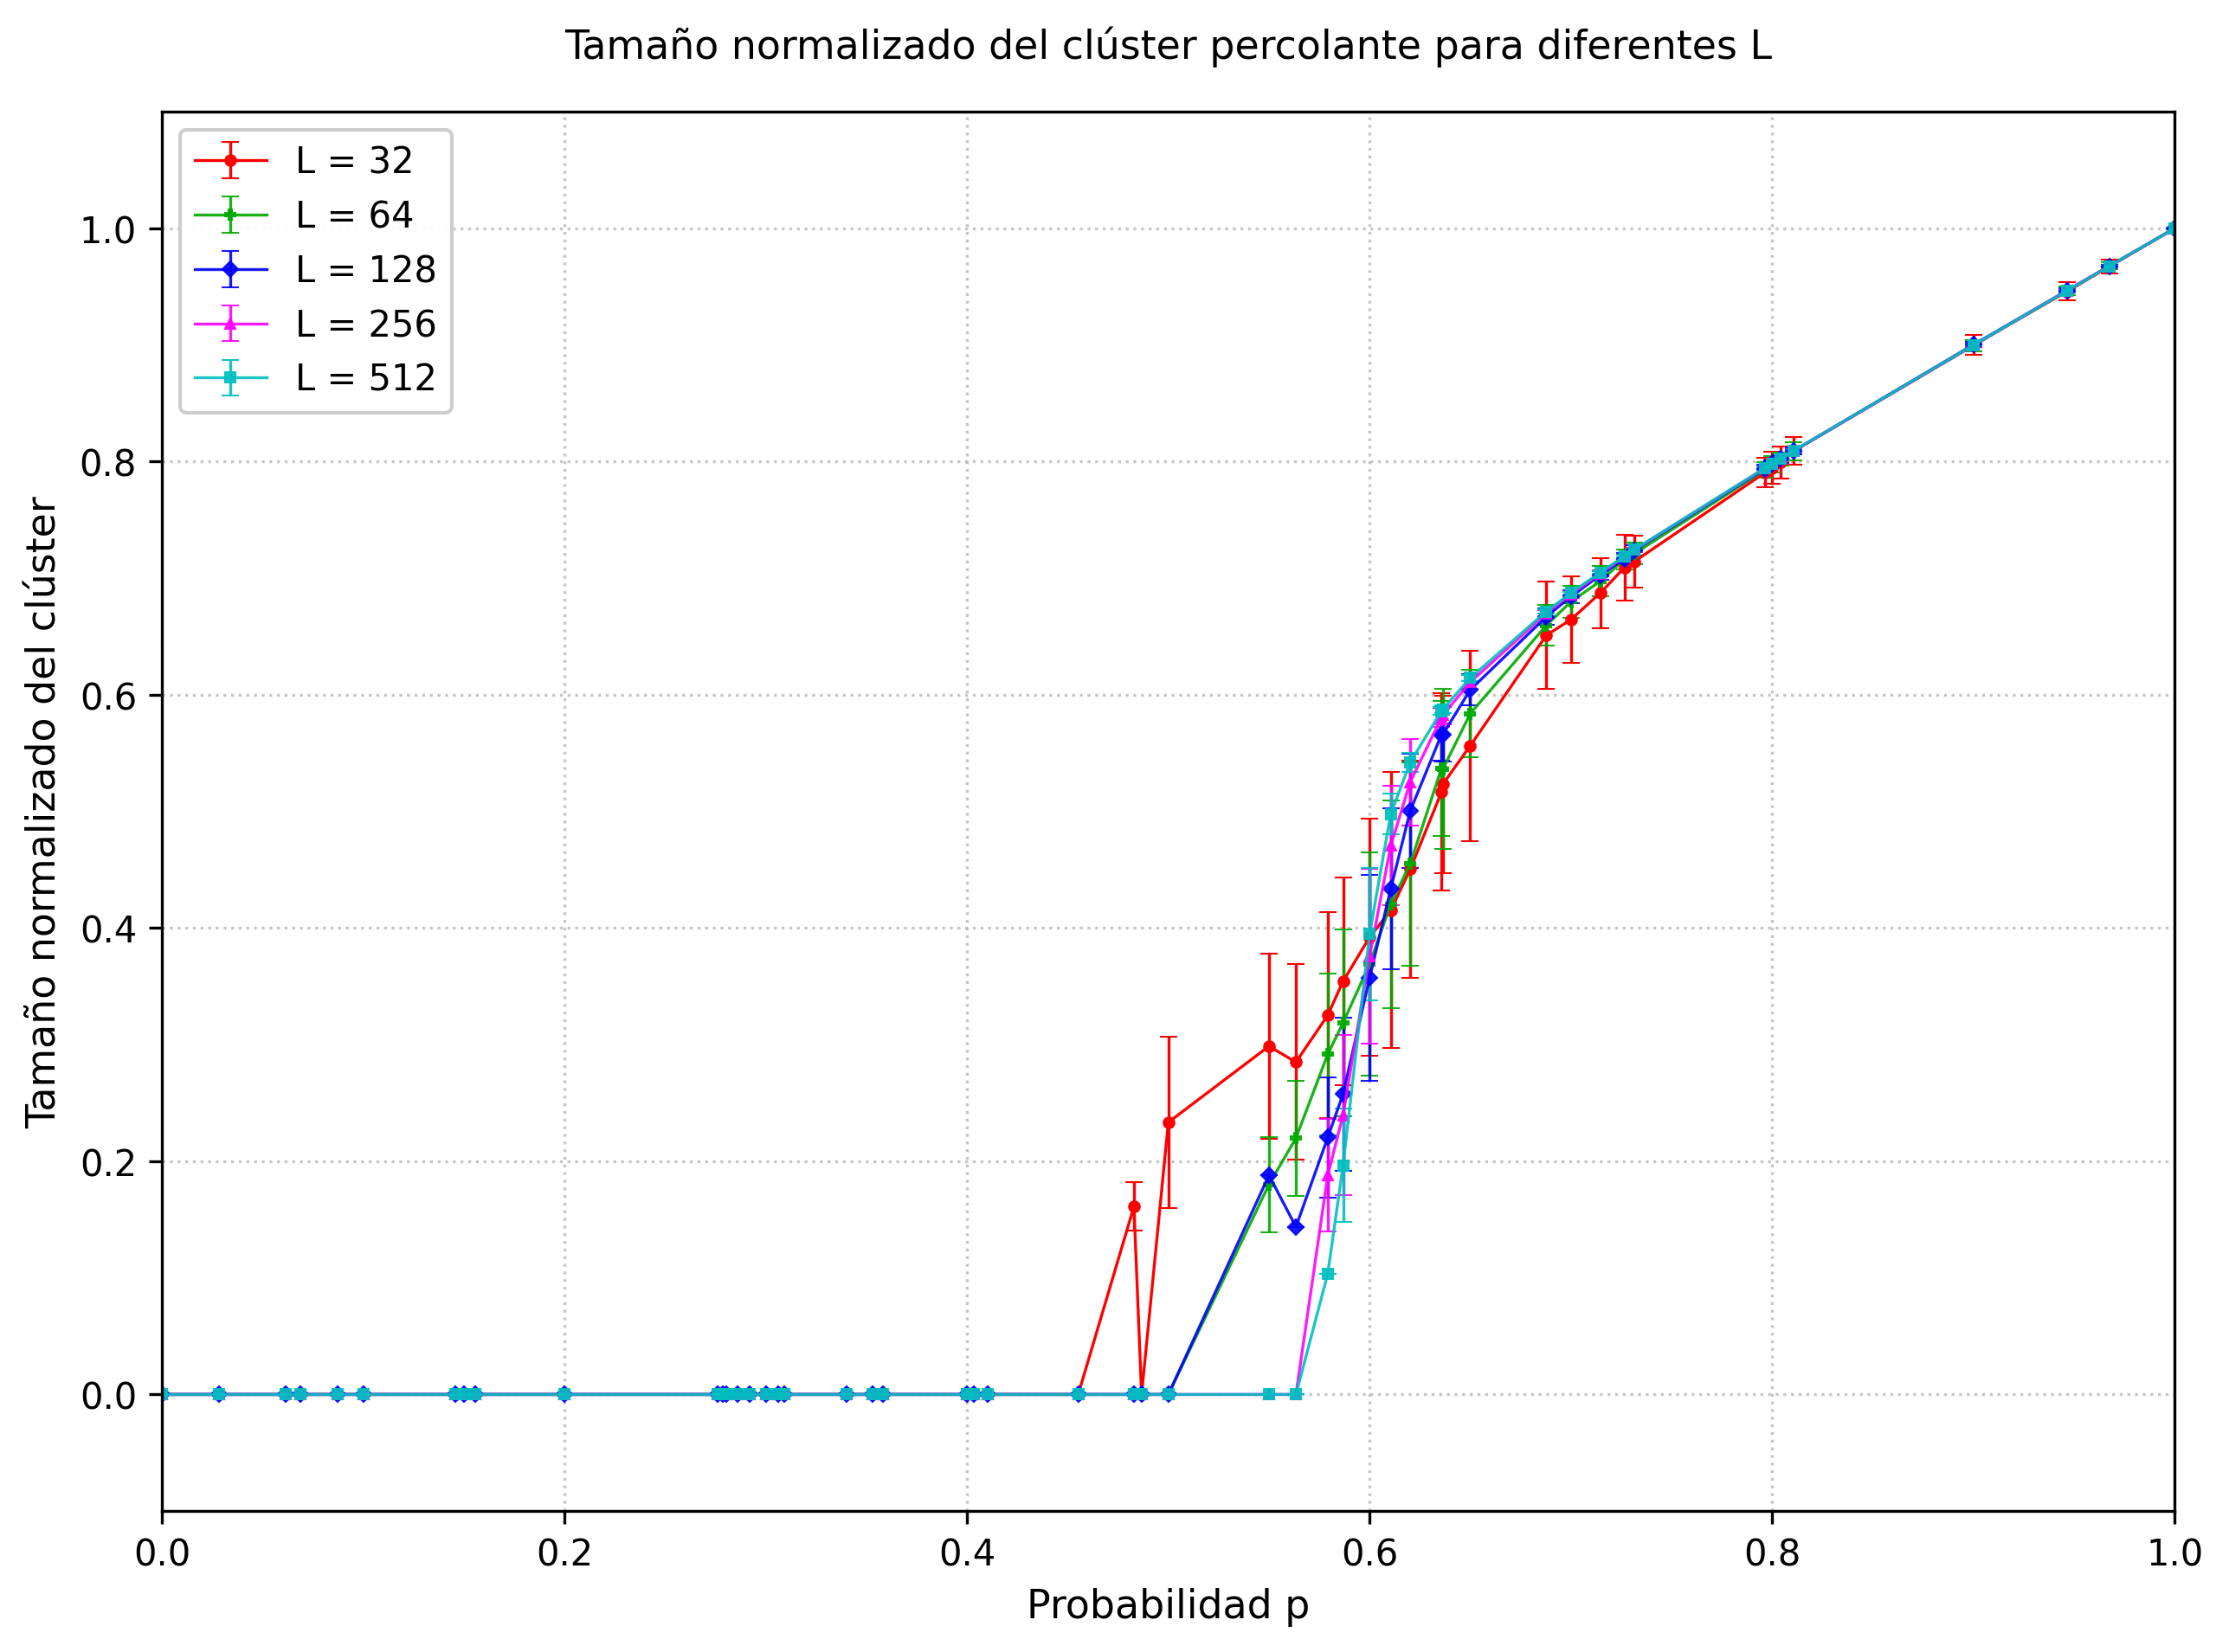 Tamaño normalizado del clúster percolante para diferentes L
L = 32
L = 64
L = 128
L = 256
L = 512
Tamaño normalizado del clúster
1.0
0.8
0.6
0.4
0.2
0.0
0.0 0.2 0.4 0.6 0.8 1.0
Probabilidad p